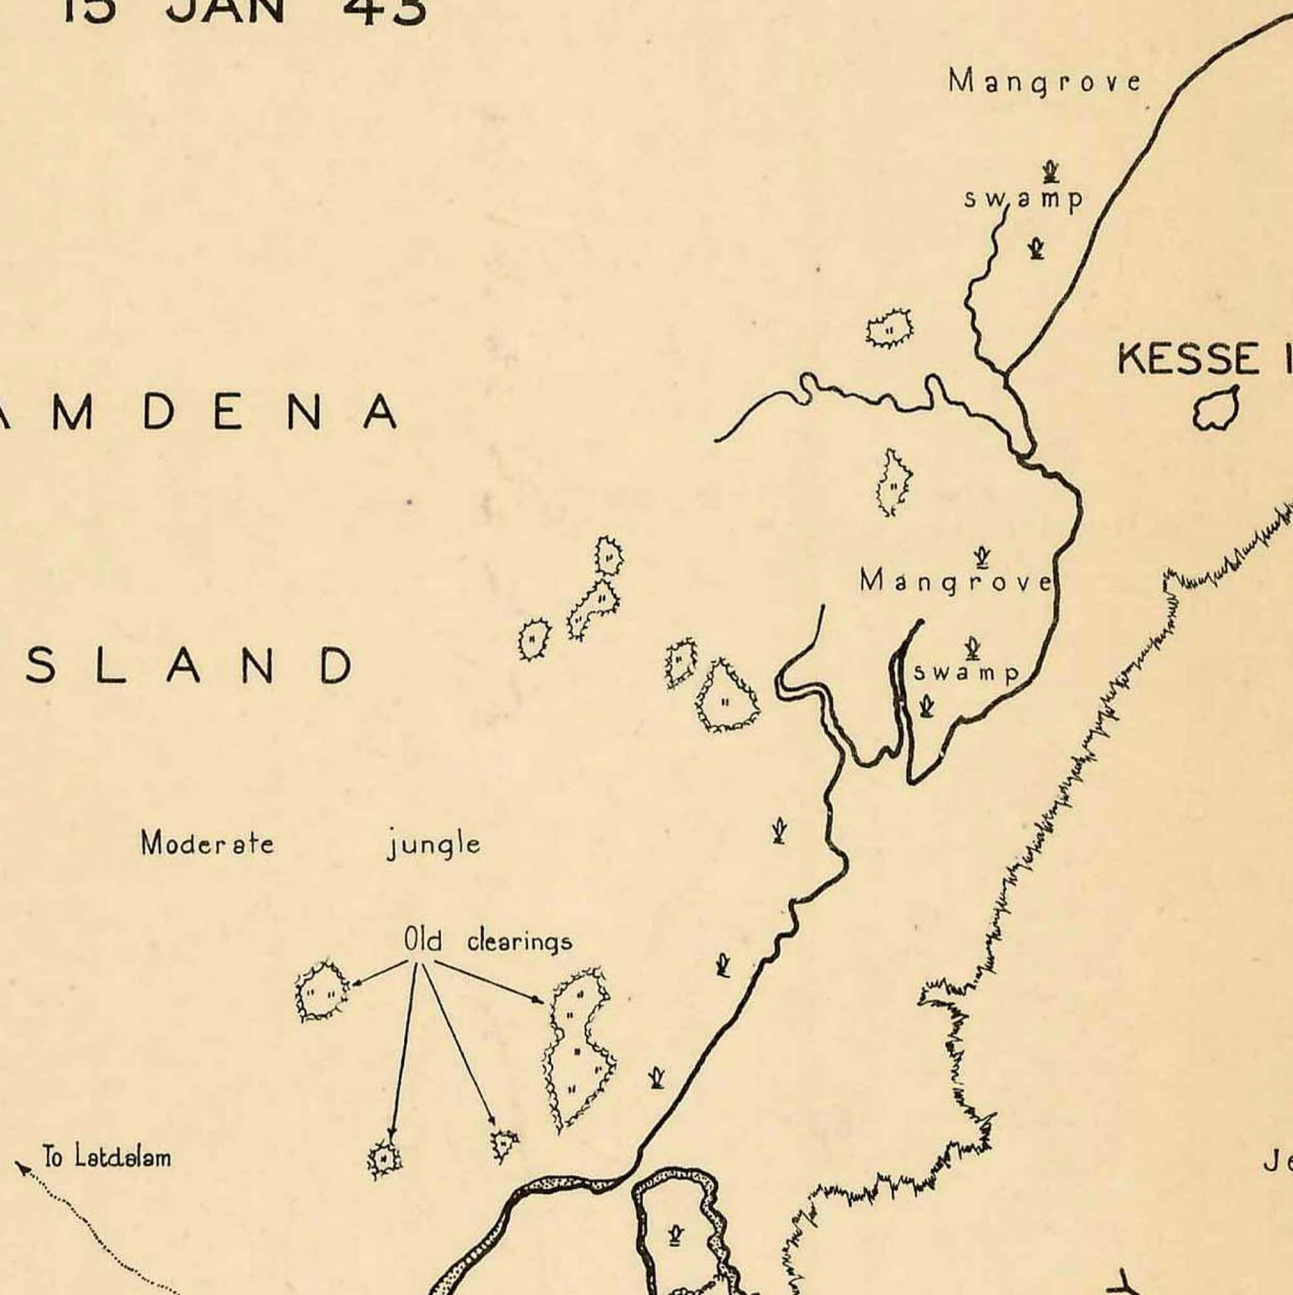 15 JAN 43
Mangrove
swamp
KESSE I
AMDENA
Mangrove
SLAND
swamp
Moderate jungle
Old clearings
To Latdalam
Je